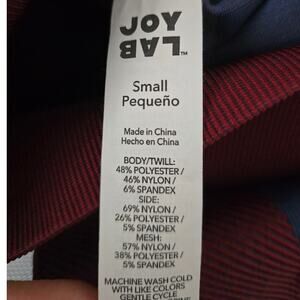 JOY
LAB™
Small
Pequeño
Made in China
Hecho en China
BODY/TWILL:
48% POLYESTER /
46% NYLON /
6% SPANDEX
SIDE:
69% NYLON /
26% POLYESTER /
5% SPANDEX
MESH:
57% NYLON /
38% POLYESTER /
5% SPANDEX
MACHINE WASH COLD
WITH LIKE COLORS
GENTLE CYCLE